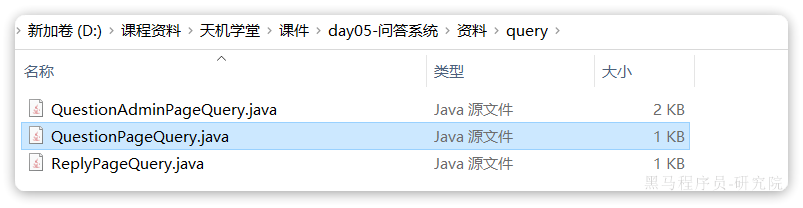 新加卷 (D:) 课程资料 天机学堂 课件 day05-问答系统 资料 query
名称 类型 大小
QuestionAdminPageQuery.java Java 源文件 2 KB
QuestionPageQuery.java Java 源文件 1 KB
ReplyPageQuery.java Java 源文件 1 KB
黑马程序员-研究院